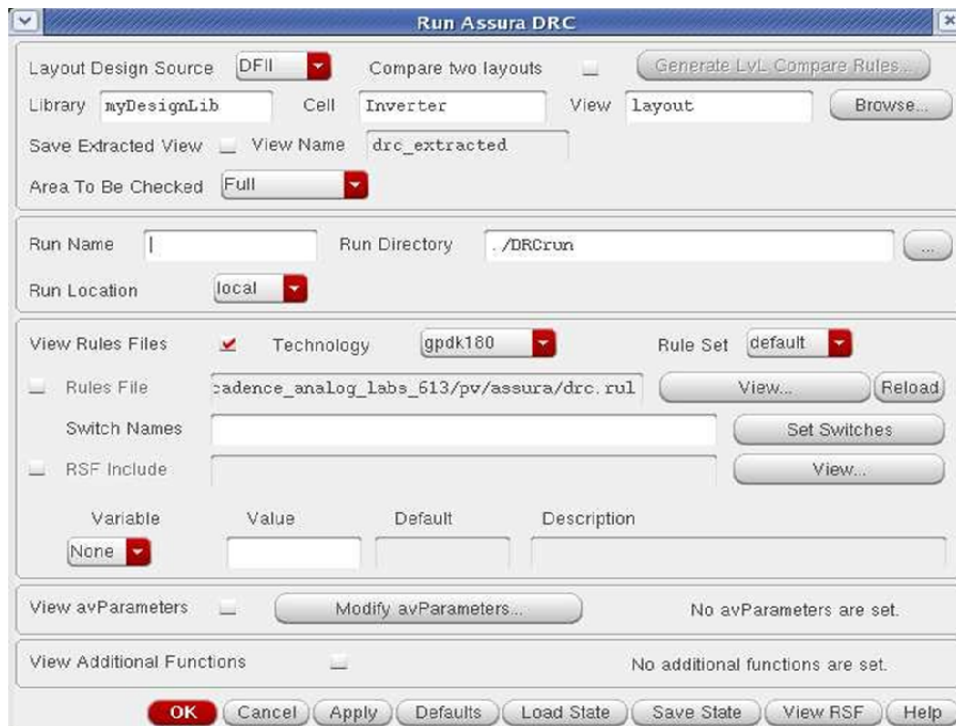 Run Assura DRC
Layout Design Source DFII Compare two layouts Generate LvL Compare Rules...
Library myDesignLib Cell Inverter View layout Browse...
Save Extracted View View Name drc_extracted
Area To Be Checked Full
Run Name Run Directory ./DRCrun ...
Run Location local
View Rules Files Technology gpdk180 Rule Set default
Rules File cadence_analog_labs_613/pv/assura/drc.rul View... Reload
Switch Names Set Switches
RSF Include View...
Variable Value Default Description
None
View avParameters Modify avParameters... No avParameters are set.
View Additional Functions No additional functions are set.
OK Cancel Apply Defaults Load State Save State View RSF Help